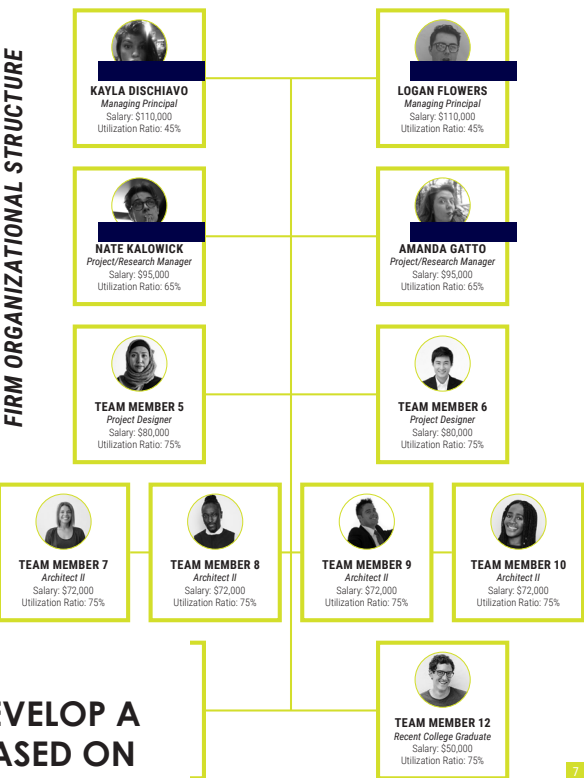 FIRM ORGANIZATIONAL STRUCTURE
KAYLA DISCHIAVO
Managing Principal
Salary: $110,000
Utilization Ratio: 45%
LOGAN FLOWERS
Managing Principal
Salary: $110,000
Utilization Ratio: 45%
NATE KALOWICK
Project/Research Manager
Salary: $95,000
Utilization Ratio: 65%
AMANDA GATTO
Project/Research Manager
Salary: $95,000
Utilization Ratio: 65%
TEAM MEMBER 5
Project Designer
Salary: $80,000
Utilization Ratio: 75%
TEAM MEMBER 6
Project Designer
Salary: $80,000
Utilization Ratio: 75%
TEAM MEMBER 7
Architect II
Salary: $72,000
Utilization Ratio: 75%
TEAM MEMBER 8
Architect II
Salary: $72,000
Utilization Ratio: 75%
TEAM MEMBER 9
Architect II
Salary: $72,000
Utilization Ratio: 75%
TEAM MEMBER 10
Architect II
Salary: $72,000
Utilization Ratio: 75%
TEAM MEMBER 12
Recent College Graduate
Salary: $50,000
Utilization Ratio: 75%
EVELOP A
ASED ON
7